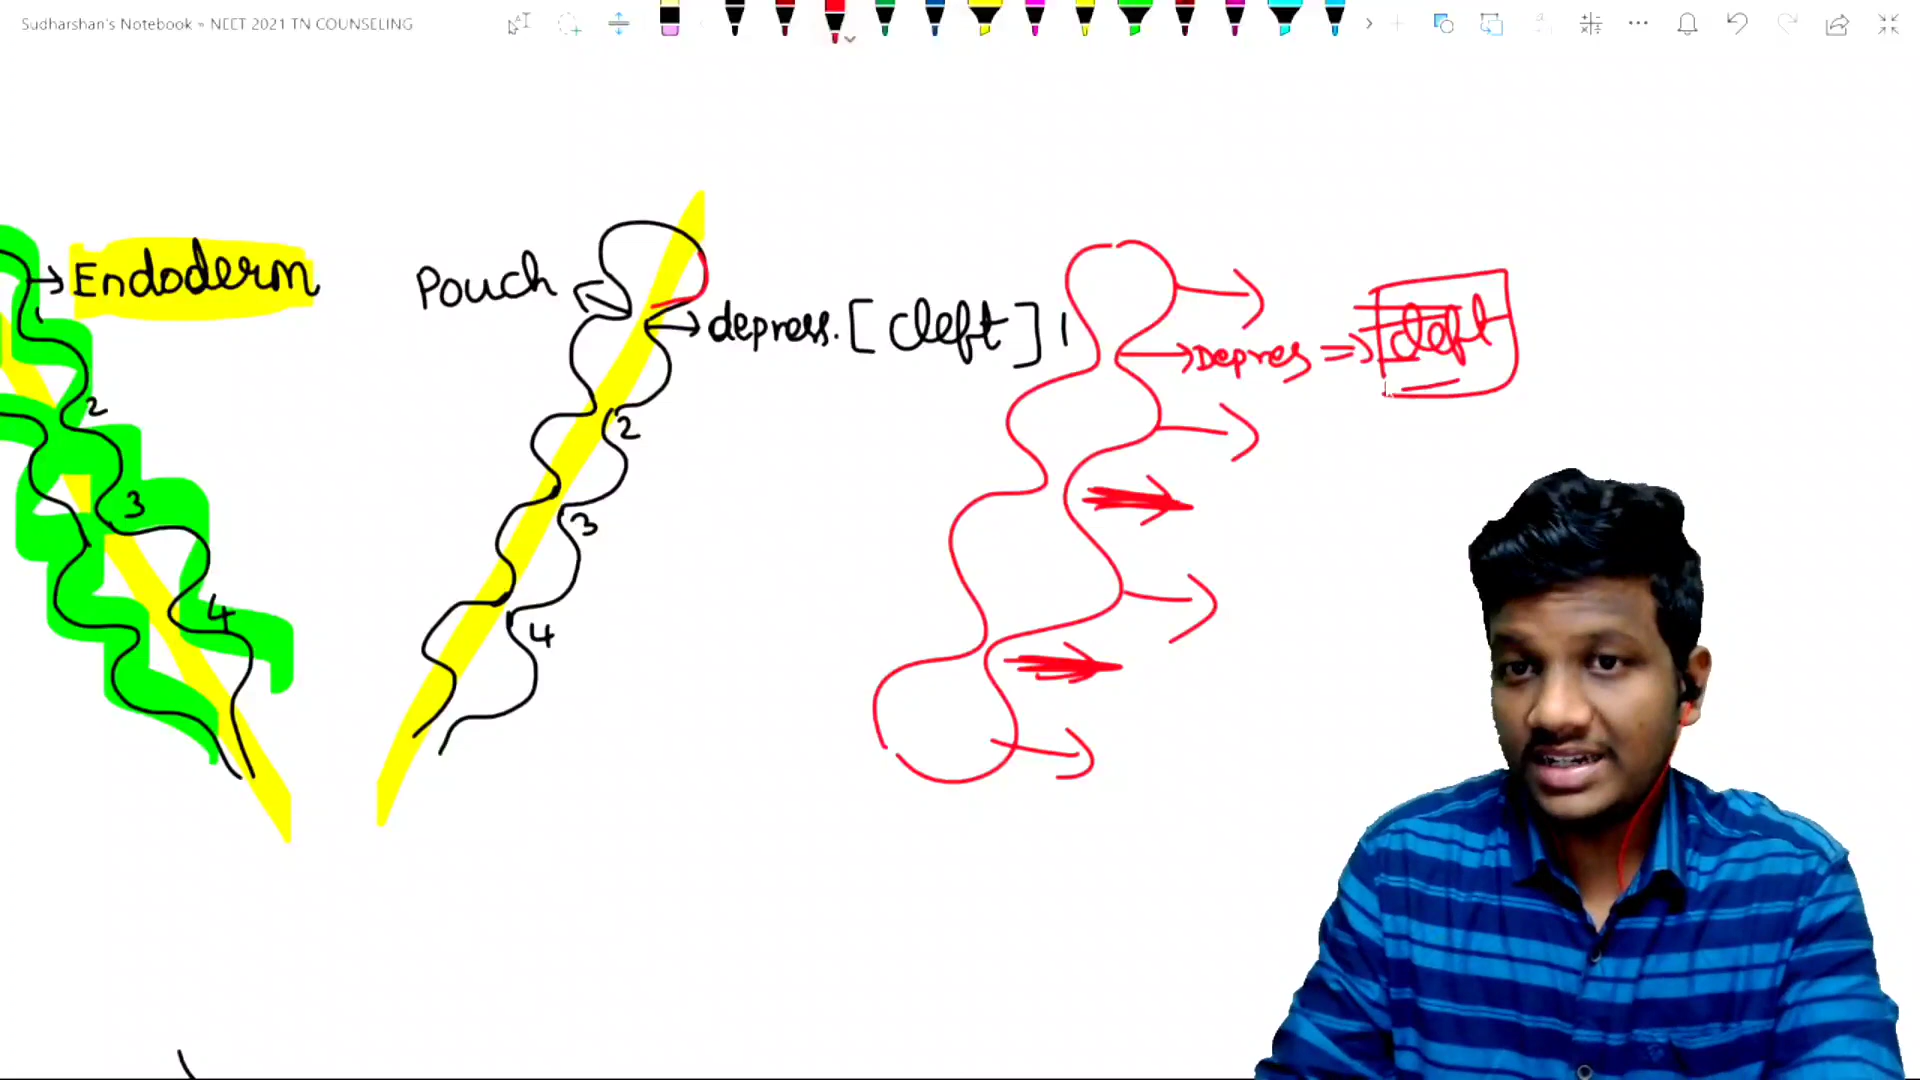 Sudharshan's Notebook » NEET 2021 TN COUNSELING
Endoderm
Pouch
depress. [Cleft] 1
Depres
cleft
1
2
3
4
2
3
4